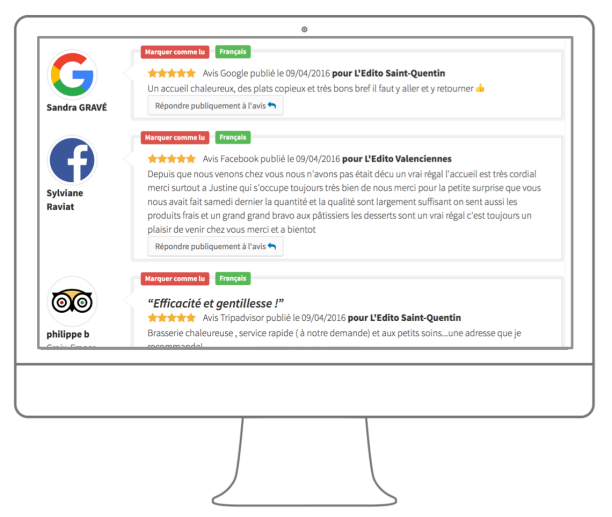 Marquer comme lu Français
Avis Google publié le 09/04/2016 pour L'Edito Saint-Quentin
Un accueil chaleureux, des plats copieux et très bons bref il faut y aller et y retourner 👍
Répondre publiquement à l'avis
Sandra GRAVÉ
Marquer comme lu Français
Avis Facebook publié le 09/04/2016 pour L'Edito Valenciennes
Depuis que nous venons chez vous nous n'avons pas était décu un vrai régal l'accueil est très cordial
merci surtout a Justine qui s'occupe toujours très bien de nous merci pour la petite surprise que vous
nous avait fait samedi dernier la quantité et la qualité sont largement suffisant on sent aussi les
produits frais et un grand grand bravo aux pâtissiers les desserts sont un vrai régal c'est toujours un
plaisir de venir chez vous merci et a bientot
Répondre publiquement à l'avis
Sylviane
Raviat
Marquer comme lu Français
“Efficacité et gentillesse !”
Avis Tripadvisor publié le 09/04/2016 pour L'Edito Saint-Quentin
Brasserie chaleureuse , service rapide ( à notre demande) et aux petits soins....une adresse que je
recommande!
philippe b